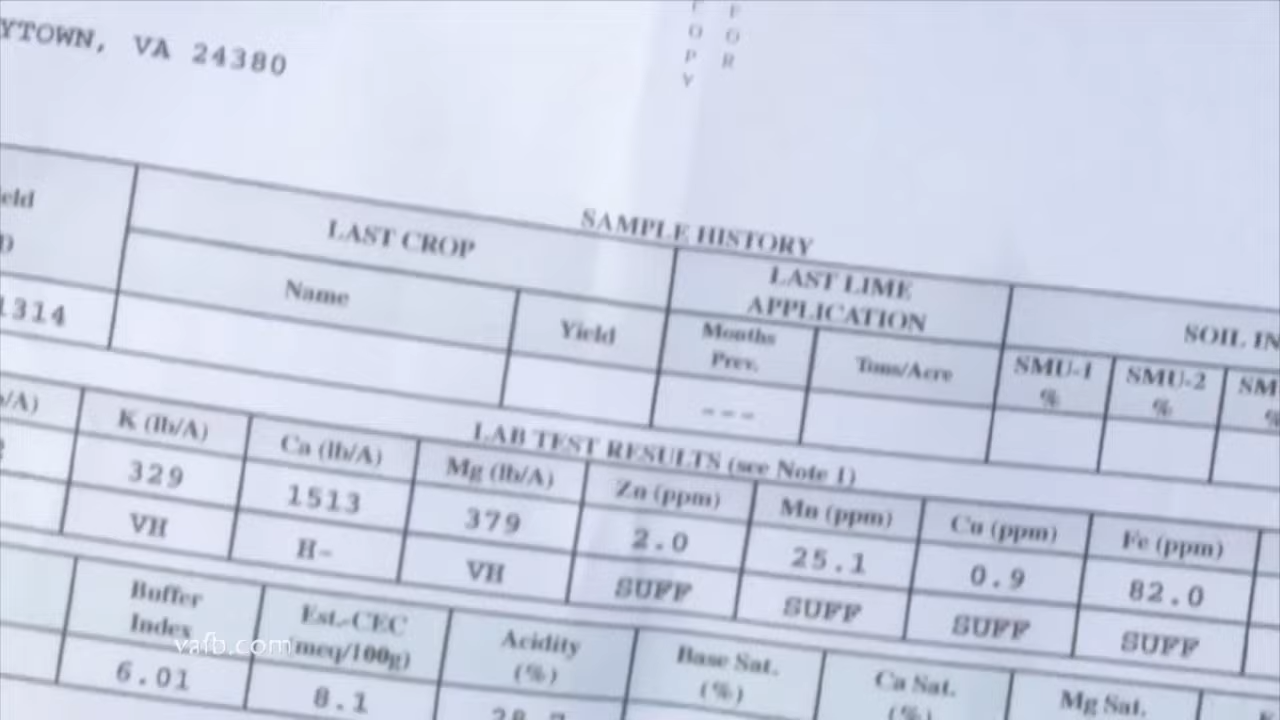 YTOWN, VA 24380
COPY
FOR
SAMPLE HISTORY
LAST CROP
LAST LIME APPLICATION
SOIL IN
Name
Yield
Months Prev.
Tons/Acre
SMU-1 %
SMU-2 %
SM %
eld
1314
---
LAB TEST RESULTS (see Note 1)
/A)
K (lb/A)
Ca (lb/A)
Mg (lb/A)
Zn (ppm)
Mn (ppm)
Cu (ppm)
Fe (ppm)
329
1513
379
2.0
25.1
0.9
82.0
VH
H-
VH
SUFF
SUFF
SUFF
SUFF
Buffer Index
Est.-CEC (meq/100g)
Acidity (%)
Base Sat. (%)
Ca Sat. (%)
Mg Sat.
6.01
8.1
vafb.com